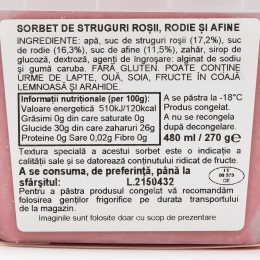 SORBET DE STRUGURI ROȘII, RODIE ȘI AFINE
INGREDIENTE: apă, suc de struguri roșii (17,2%), suc
de rodie (16,3%), suc de afine (11,5%), zahăr, sirop de
glucoză, dextroză, agenți de îngroșare: alginat de sodiu
și gumă caruba. FĂRĂ GLUTEN. POATE CONȚINE
URME DE LAPTE, OUĂ, SOIA, FRUCTE ÎN COAJĂ
LEMNOASĂ ȘI ARAHIDE.
Informații nutriționale (per 100g):
Valoare energetică 510kJ/120kcal
Grăsimi 0g din care saturate 0g
Glucide 30g din care zaharuri 26g
Proteine 0g Sare 0,02g Fibre 0g
A se păstra la -18°C
Produs congelat.
A nu se recongela
după decongelare.
480 ml / 270 g e
Textura specială a acestui sorbet este o indicație a
calității sale și se datorează conținutului ridicat de fructe.
A se consuma, de preferință, până la
sfârșitul: L.2150432
Pentru a păstra produsul congelat vă recomandăm
folosirea genților frigorifice pe durata transportului
de la magazin.
Imaginile sunt folosite doar cu scop de prezentare